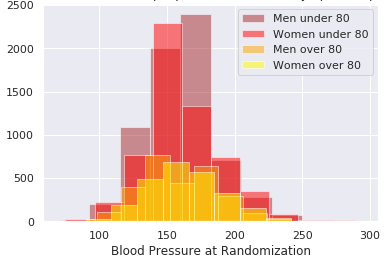 2500
2000
1500
1000
500
0
Men under 80
Women under 80
Men over 80
Women over 80
100 150 200 250 300
Blood Pressure at Randomization